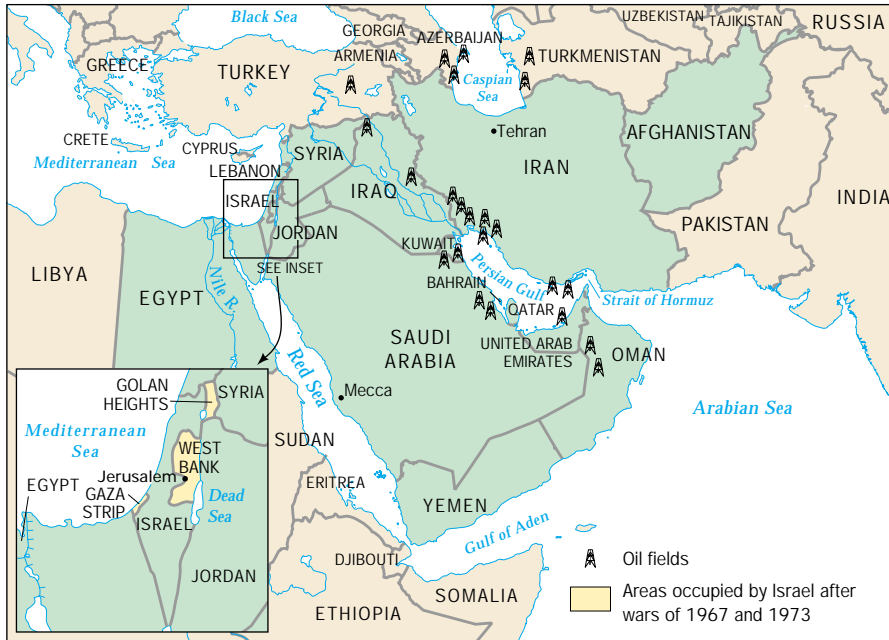 Black Sea
GEORGIA
AZERBAIJAN
UZBEKISTAN
TAJIKISTAN
RUSSIA
GREECE
TURKEY
ARMENIA
Caspian
Sea
TURKMENISTAN
CRETE
CYPRUS
Mediterranean Sea
SYRIA
Tehran
AFGHANISTAN
LEBANON
IRAN
ISRAEL
IRAQ
INDIA
PAKISTAN
JORDAN
KUWAIT
LIBYA
SEE INSET
EGYPT
Nile R.
BAHRAIN
Persian Gulf
Strait of Hormuz
QATAR
SAUDI
ARABIA
UNITED ARAB
EMIRATES
OMAN
Red Sea
Mecca
Arabian Sea
GOLAN
HEIGHTS
SYRIA
Mediterranean
Sea
WEST
BANK
SUDAN
Jerusalem
EGYPT
GAZA
STRIP
Dead
Sea
ISRAEL
ERITREA
YEMEN
Gulf of Aden
JORDAN
DJIBOUTI
SOMALIA
ETHIOPIA
Oil fields
Areas occupied by Israel after
wars of 1967 and 1973